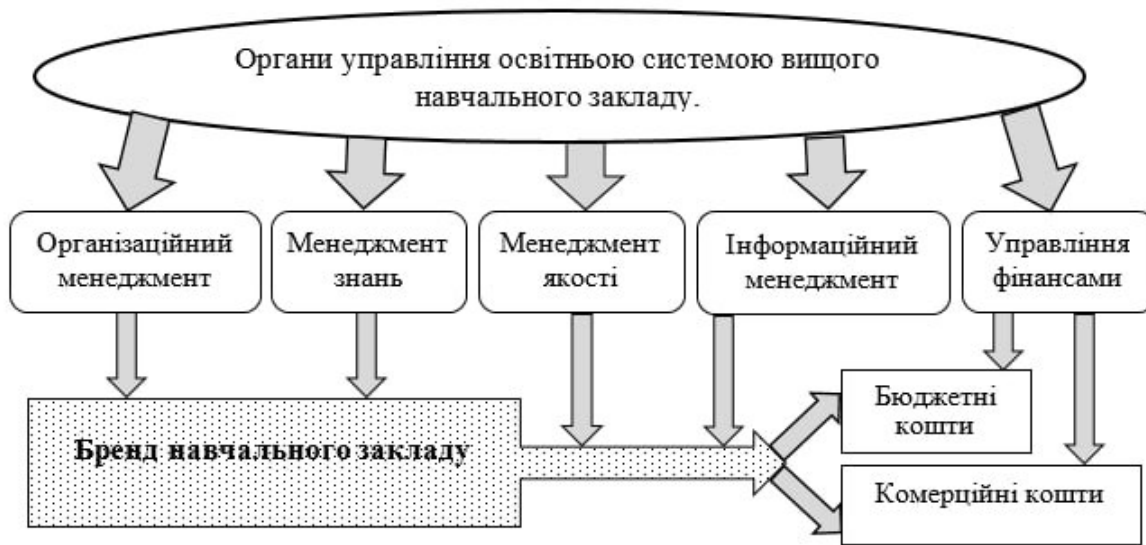 Органи управління освітньою системою вищого
навчального закладу.
Організаційний
менеджмент
Менеджмент
знань
Менеджмент
якості
Інформаційний
менеджмент
Управління
фінансами
Бренд навчального закладу
Бюджетні
кошти
Комерційні кошти